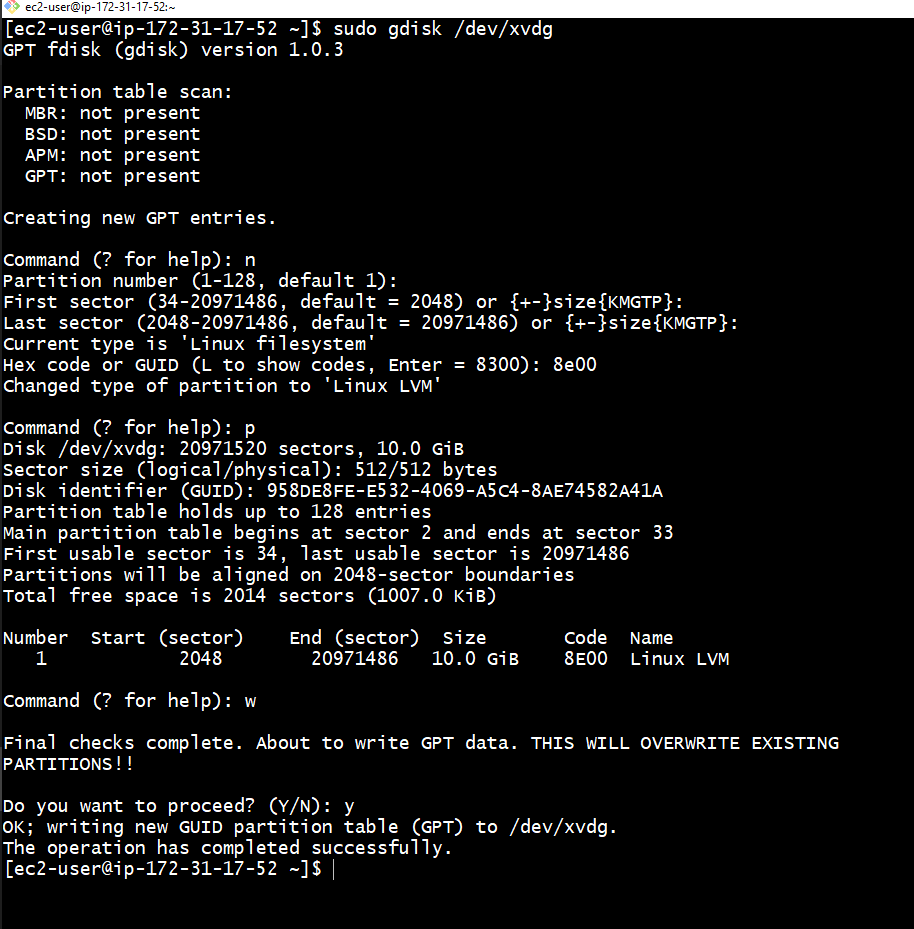 ec2-user@ip-172-31-17-52:~
[ec2-user@ip-172-31-17-52 ~]$ sudo gdisk /dev/xvdg
GPT fdisk (gdisk) version 1.0.3
Partition table scan:
  MBR: not present
  BSD: not present
  APM: not present
  GPT: not present
Creating new GPT entries.
Command (? for help): n
Partition number (1-128, default 1):
First sector (34-20971486, default = 2048) or {+-}size{KMGTP}:
Last sector (2048-20971486, default = 20971486) or {+-}size{KMGTP}:
Current type is 'Linux filesystem'
Hex code or GUID (L to show codes, Enter = 8300): 8e00
Changed type of partition to 'Linux LVM'
Command (? for help): p
Disk /dev/xvdg: 20971520 sectors, 10.0 GiB
Sector size (logical/physical): 512/512 bytes
Disk identifier (GUID): 958DE8FE-E532-4069-A5C4-8AE74582A41A
Partition table holds up to 128 entries
Main partition table begins at sector 2 and ends at sector 33
First usable sector is 34, last usable sector is 20971486
Partitions will be aligned on 2048-sector boundaries
Total free space is 2014 sectors (1007.0 KiB)
Number  Start (sector)    End (sector)  Size       Code  Name
   1            2048        20971486   10.0 GiB    8E00  Linux LVM
Command (? for help): w
Final checks complete. About to write GPT data. THIS WILL OVERWRITE EXISTING
PARTITIONS!!
Do you want to proceed? (Y/N): y
OK; writing new GUID partition table (GPT) to /dev/xvdg.
The operation has completed successfully.
[ec2-user@ip-172-31-17-52 ~]$